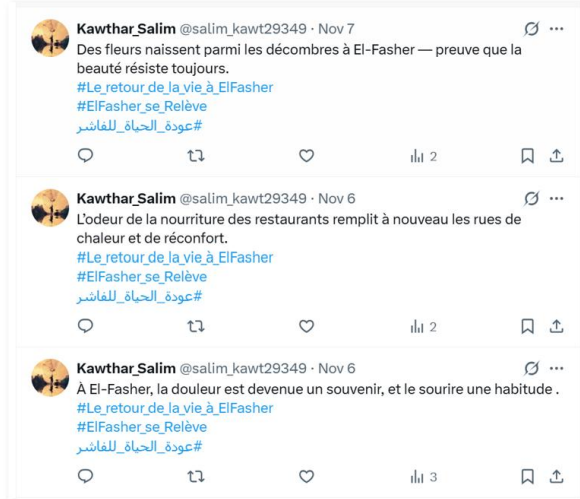 Kawthar_Salim @salim_kawt29349 · Nov 7
Des fleurs naissent parmi les décombres à El-Fasher — preuve que la
beauté résiste toujours.
#Le_retour_de_la_vie_à_ElFasher
#ElFasher_se_Relève
#عودة_الحياة_للفاشر
2
Kawthar_Salim @salim_kawt29349 · Nov 6
L’odeur de la nourriture des restaurants remplit à nouveau les rues de
chaleur et de réconfort.
#Le_retour_de_la_vie_à_ElFasher
#ElFasher_se_Relève
#عودة_الحياة_للفاشر
2
Kawthar_Salim @salim_kawt29349 · Nov 6
À El-Fasher, la douleur est devenue un souvenir, et le sourire une habitude .
#Le_retour_de_la_vie_à_ElFasher
#ElFasher_se_Relève
#عودة_الحياة_للفاشر
3